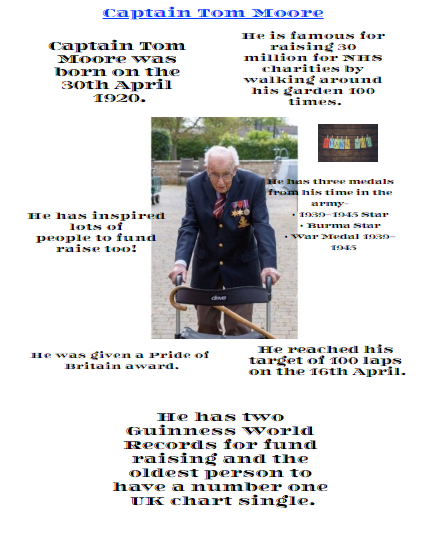 Captain Tom Moore
Captain Tom
Moore was
born on the
30th April
1920.
He is famous for
raising 30
million for NHS
charities by
walking around
his garden 100
times.
He has three medals
from his time in the
army-
• 1939-1945 Star
• Burma Star
• War Medal 1939-
1945
He has inspired
lots of
people to fund
raise too!
drive
He was given a Pride of
Britain award.
He reached his
target of 100 laps
on the 16th April.
He has two
Guinness World
Records for fund
raising and the
oldest person to
have a number one
UK chart single.